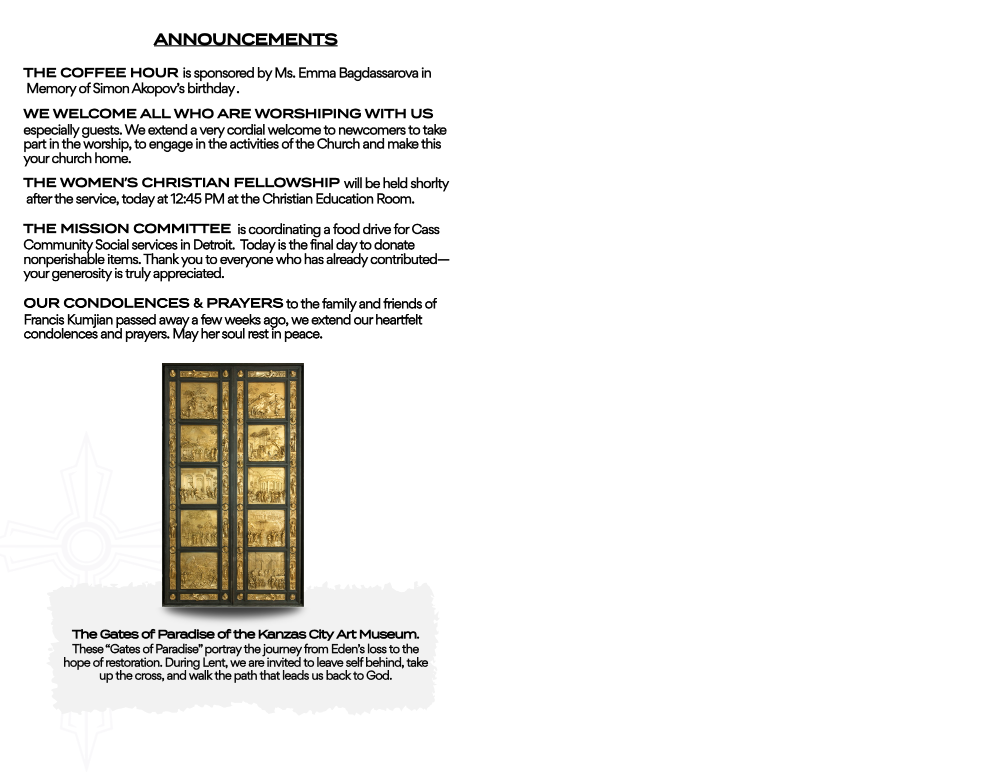 ANNOUNCEMENTS
THE COFFEE HOUR is sponsored by Ms. Emma Bagdassarova in
Memory of Simon Akopov’s birthday .
WE WELCOME ALL WHO ARE WORSHIPING WITH US
especially guests. We extend a very cordial welcome to newcomers to take
part in the worship, to engage in the activities of the Church and make this
your church home.
THE WOMEN’S CHRISTIAN FELLOWSHIP will be held shorlty
after the service, today at 12:45 PM at the Christian Education Room.
THE MISSION COMMITTEE is coordinating a food drive for Cass
Community Social services in Detroit. Today is the final day to donate
nonperishable items. Thank you to everyone who has already contributed—
your generosity is truly appreciated.
OUR CONDOLENCES & PRAYERS to the family and friends of
Francis Kumjian passed away a few weeks ago, we extend our heartfelt
condolences and prayers. May her soul rest in peace.
The Gates of Paradise of the Kanzas City Art Museum.
These “Gates of Paradise” portray the journey from Eden’s loss to the
hope of restoration. During Lent, we are invited to leave self behind, take
up the cross, and walk the path that leads us back to God.